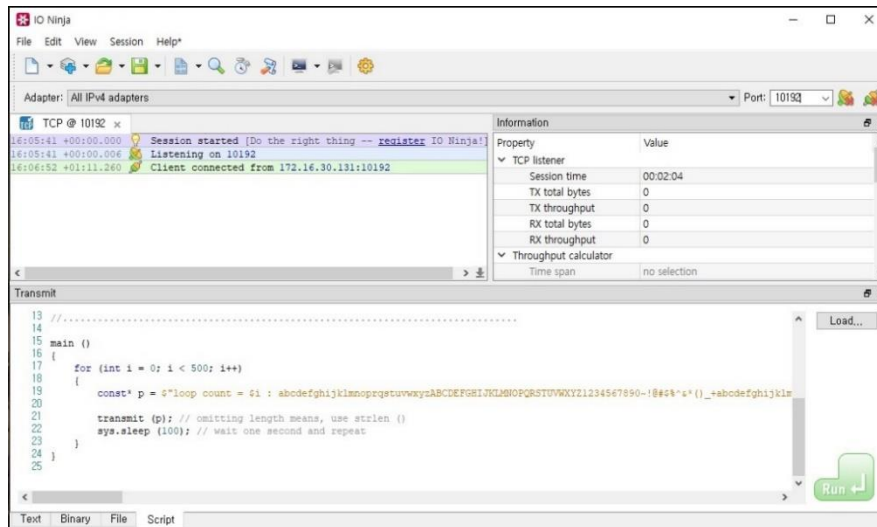 IO Ninja
File Edit View Session Help*
Adapter: All IPv4 adapters Port: 10192
TCP @ 10192
16:05:41 +00:00.000 Session started [Do the right thing -- register IO Ninja!]
16:05:41 +00:00.006 Listening on 10192
16:06:52 +01:11.260 Client connected from 172.16.30.131:10192
Information
Property Value
TCP listener
Session time 00:02:04
TX total bytes 0
TX throughput 0
RX total bytes 0
RX throughput 0
Throughput calculator
Time span no selection
Transmit
13 //..............................................................................
14
15 main ()
16 {
17 for (int i = 0; i < 500; i++)
18 {
19 const* p = $"loop count = $i : abcdefghijklmnoprqstuvwxyzABCDEFGHIJKLMNOPQRSTUVWXYZ1234567890-!@#$%^&*()_+abcdefghijklm
20
21 transmit (p); // omitting length means, use strlen ()
22 sys.sleep (100); // wait one second and repeat
23 }
24 }
25
Load...
Run
Text Binary File Script